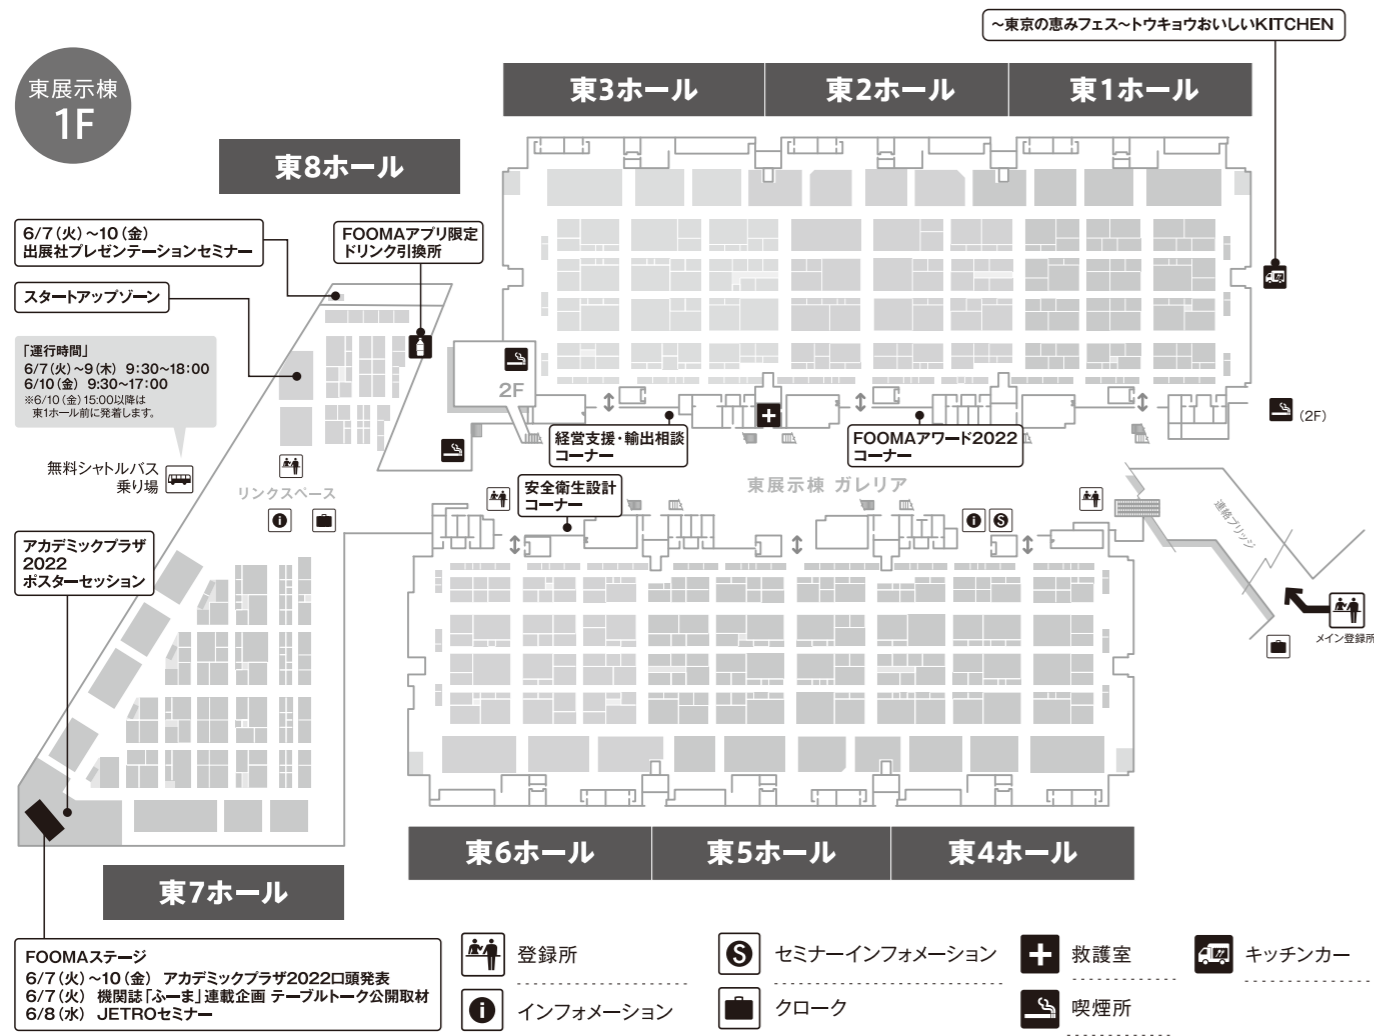 ～東京の恵みフェス～トウキョウおいしいKITCHEN
東展示棟
1F
東3ホール
東2ホール
東1ホール
東8ホール
6/7（火）～10（金）
出展社プレゼンテーションセミナー
FOOMAアプリ限定
ドリンク引換所
スタートアップゾーン
「運行時間」
6/7（火）～9（木） 9:30～18:00
6/10（金） 9:30～17:00
※6/10（金）15:00以降は
東1ホール前に発着します。
2F
（2F）
経営支援・輸出相談
コーナー
FOOMAアワード2022
コーナー
無料シャトルバス
乗り場
リンクスペース
安全衛生設計
コーナー
東展示棟 ガレリア
連絡ブリッジ
アカデミックプラザ
2022
ポスターセッション
メイン登録所
東6ホール
東5ホール
東4ホール
東7ホール
FOOMAステージ
6/7（火）～10（金） アカデミックプラザ2022口頭発表
6/7（火） 機関誌「ふーま」連載企画 テーブルトーク公開取材
6/8（水） JETROセミナー
登録所
セミナーインフォメーション
救護室
キッチンカー
インフォメーション
クローク
喫煙所